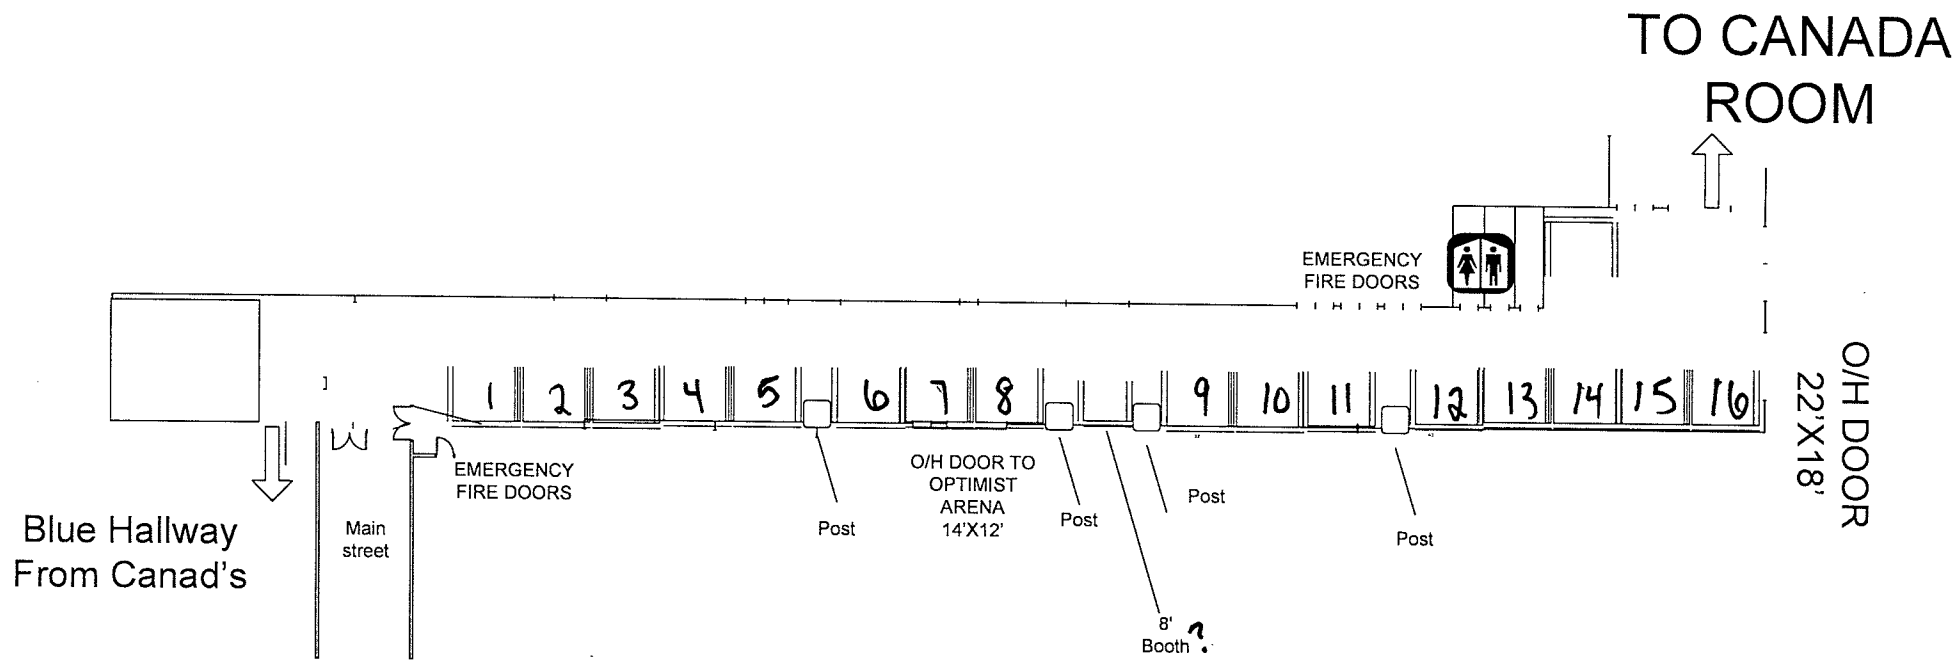 TO CANADA
ROOM
EMERGENCY
FIRE DOORS
O/H DOOR
22'X18'
1 2 3 4 5 6 7 8 9 10 11 12 13 14 15 16
EMERGENCY
FIRE DOORS
O/H DOOR TO
OPTIMIST
ARENA
14'X12'
Post
Post
Post
Post
Blue Hallway
From Canad's
Main
street
8'
Booth ?